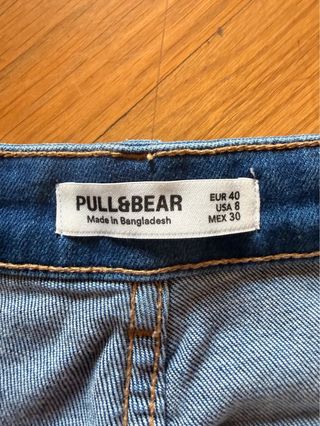 PULL&BEAR
Made in Bangladesh
EUR 40
USA 8
MEX 30